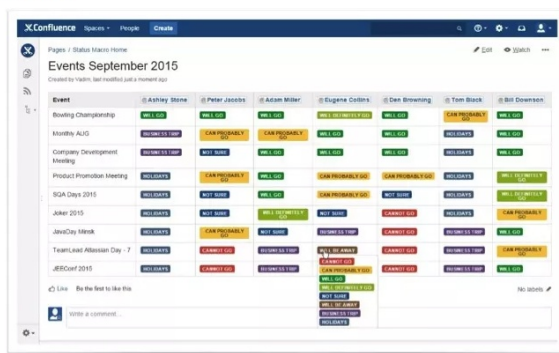 Confluence Spaces People Create
Pages / Status Macro Home
Edit Watch
Events September 2015
Created by Vadim, last modified just a moment ago
Event Ashley Stone Peter Jacobs Adam Miller Eugene Collins Den Browning Tom Black Bill Downson
Bowling Championship WILL GO WILL GO WILL GO WILL DEFINITELY GO WILL GO CAN PROBABLY GO WILL GO
Monthly AUG BUSINESS TRIP CAN PROBABLY GO CAN PROBABLY GO WILL GO WILL GO HOLIDAYS WILL GO
Company Development Meeting BUSINESS TRIP NOT SURE WILL GO WILL GO WILL GO HOLIDAYS WILL GO
Product Promotion Meeting HOLIDAYS CAN PROBABLY GO WILL GO CAN PROBABLY GO CAN PROBABLY GO HOLIDAYS WILL DEFINITELY GO
SQA Days 2015 HOLIDAYS NOT SURE WILL GO CAN PROBABLY GO NOT SURE HOLIDAYS WILL DEFINITELY GO
Joker 2015 HOLIDAYS NOT SURE WILL DEFINITELY GO NOT SURE CANNOT GO HOLIDAYS CAN PROBABLY GO
JavaDay Minsk HOLIDAYS CAN PROBABLY GO NOT SURE BUSINESS TRIP CANNOT GO BUSINESS TRIP WILL GO
TeamLead Atlassian Day - 7 HOLIDAYS CANNOT GO BUSINESS TRIP WILL BE AWAY CANNOT GO BUSINESS TRIP CAN PROBABLY GO
JEEConf 2015 HOLIDAYS CANNOT GO BUSINESS TRIP CANNOT GO CANNOT GO BUSINESS TRIP WILL GO
CAN PROBABLY GO
WILL GO
WILL DEFINITELY GO
NOT SURE
WILL BE AWAY
BUSINESS TRIP
HOLIDAYS
Like Be the first to like this
No labels
Write a comment...